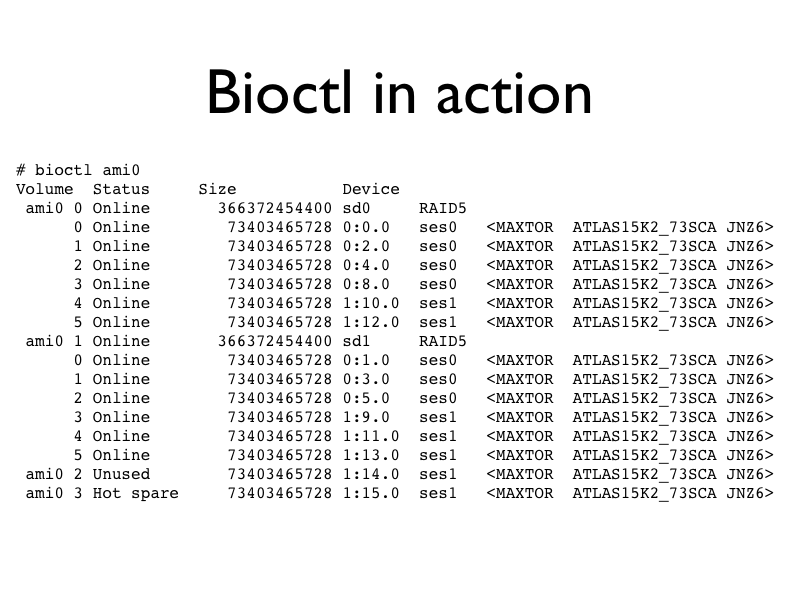 Bioctl in action
# bioctl ami0
Volume  Status     Size           Device
 ami0 0 Online       366372454400 sd0     RAID5
      0 Online        73403465728 0:0.0   ses0   <MAXTOR  ATLAS15K2_73SCA JNZ6>
      1 Online        73403465728 0:2.0   ses0   <MAXTOR  ATLAS15K2_73SCA JNZ6>
      2 Online        73403465728 0:4.0   ses0   <MAXTOR  ATLAS15K2_73SCA JNZ6>
      3 Online        73403465728 0:8.0   ses0   <MAXTOR  ATLAS15K2_73SCA JNZ6>
      4 Online        73403465728 1:10.0  ses1   <MAXTOR  ATLAS15K2_73SCA JNZ6>
      5 Online        73403465728 1:12.0  ses1   <MAXTOR  ATLAS15K2_73SCA JNZ6>
 ami0 1 Online       366372454400 sd1     RAID5
      0 Online        73403465728 0:1.0   ses0   <MAXTOR  ATLAS15K2_73SCA JNZ6>
      1 Online        73403465728 0:3.0   ses0   <MAXTOR  ATLAS15K2_73SCA JNZ6>
      2 Online        73403465728 0:5.0   ses0   <MAXTOR  ATLAS15K2_73SCA JNZ6>
      3 Online        73403465728 1:9.0   ses1   <MAXTOR  ATLAS15K2_73SCA JNZ6>
      4 Online        73403465728 1:11.0  ses1   <MAXTOR  ATLAS15K2_73SCA JNZ6>
      5 Online        73403465728 1:13.0  ses1   <MAXTOR  ATLAS15K2_73SCA JNZ6>
 ami0 2 Unused        73403465728 1:14.0  ses1   <MAXTOR  ATLAS15K2_73SCA JNZ6>
 ami0 3 Hot spare     73403465728 1:15.0  ses1   <MAXTOR  ATLAS15K2_73SCA JNZ6>